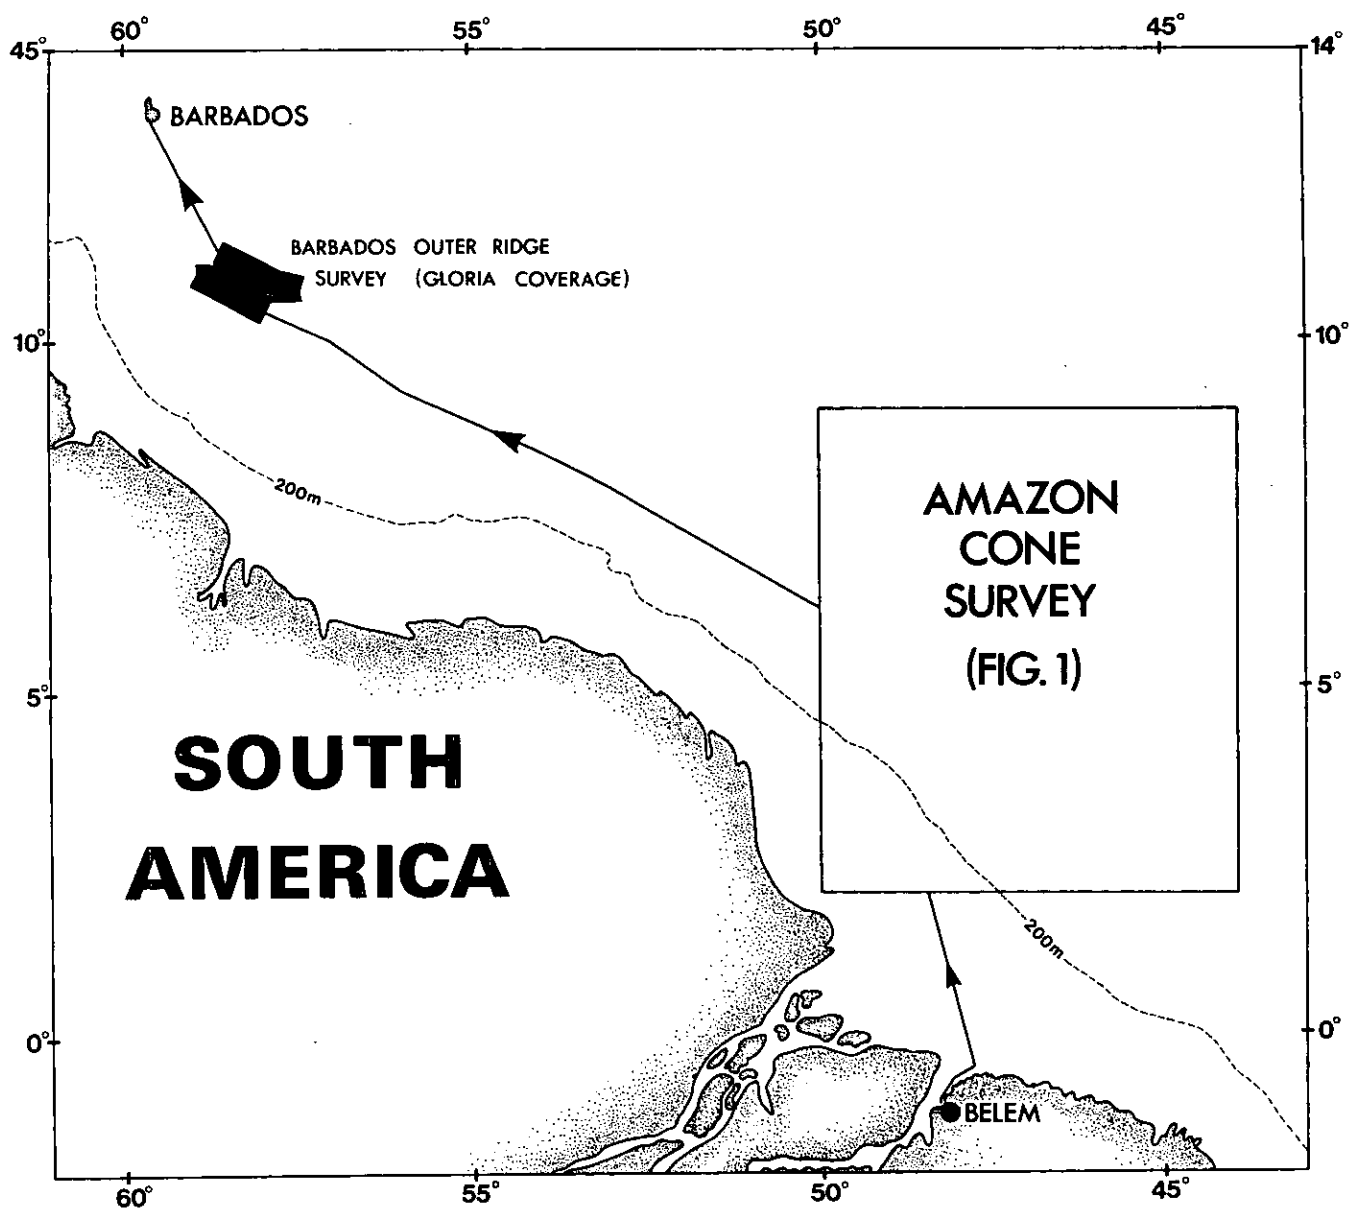 60° 55° 50° 45°
45° 14°
BARBADOS
BARBADOS OUTER RIDGE
SURVEY (GLORIA COVERAGE)
10° 10°
AMAZON
CONE
SURVEY
(FIG. 1)
200m
5° 5°
SOUTH
AMERICA
200m
0° 0°
BELEM
60° 55° 50° 45°